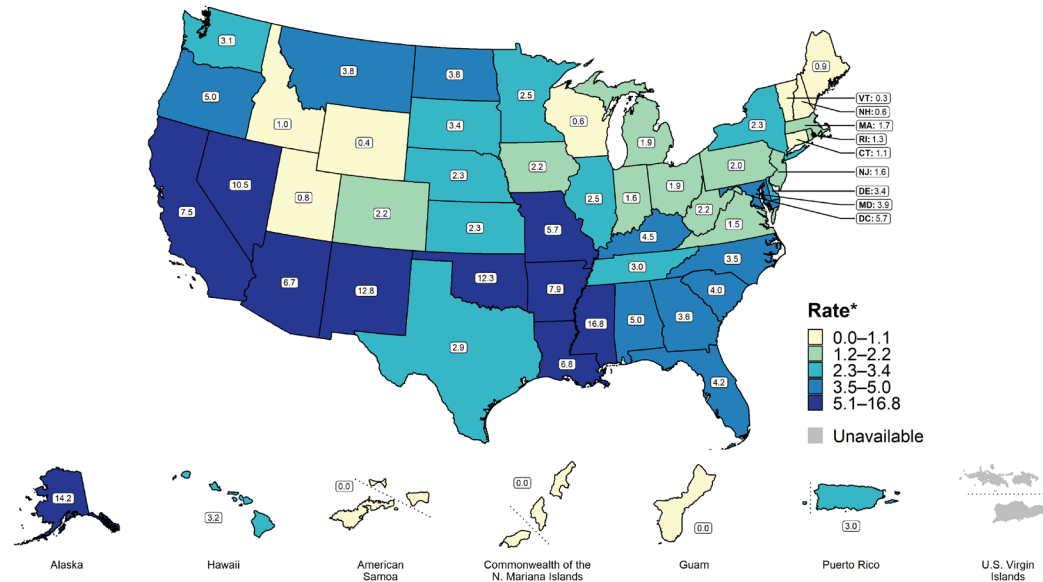 3.1
3.8
3.8
2.5
0.9
5.0
1.0
3.4
0.6
1.9
2.3
VT: 0.3
NH: 0.6
MA: 1.7
RI: 1.3
CT: 1.1
NJ: 1.6
DE: 3.4
MD: 3.9
DC: 5.7
0.4
2.2
2.0
10.5
0.8
2.3
2.5
1.6
1.9
2.2
7.5
2.2
2.3
5.7
4.5
1.5
6.7
12.8
12.3
7.9
3.0
3.5
4.0
2.9
16.8
5.0
3.6
6.8
4.2
Rate*
0.0–1.1
1.2–2.2
2.3–3.4
3.5–5.0
5.1–16.8
Unavailable
14.2
3.2
0.0
0.0
0.0
3.0
Alaska
Hawaii
American
Samoa
Commonwealth of the
N. Mariana Islands
Guam
Puerto Rico
U.S. Virgin
Islands